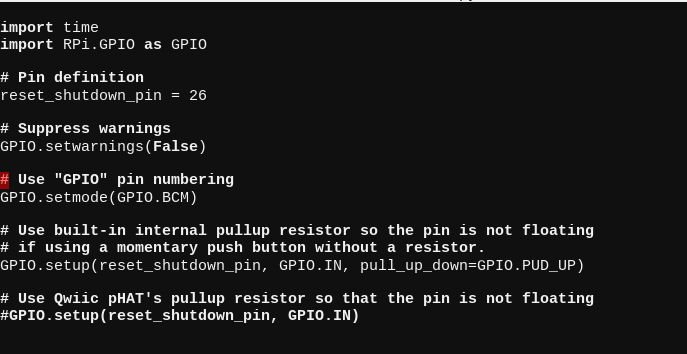 import time
import RPi.GPIO as GPIO
# Pin definition
reset_shutdown_pin = 26
# Suppress warnings
GPIO.setwarnings(False)
# Use "GPIO" pin numbering
GPIO.setmode(GPIO.BCM)
# Use built-in internal pullup resistor so the pin is not floating
# if using a momentary push button without a resistor.
GPIO.setup(reset_shutdown_pin, GPIO.IN, pull_up_down=GPIO.PUD_UP)
# Use Qwiic pHAT's pullup resistor so that the pin is not floating
#GPIO.setup(reset_shutdown_pin, GPIO.IN)